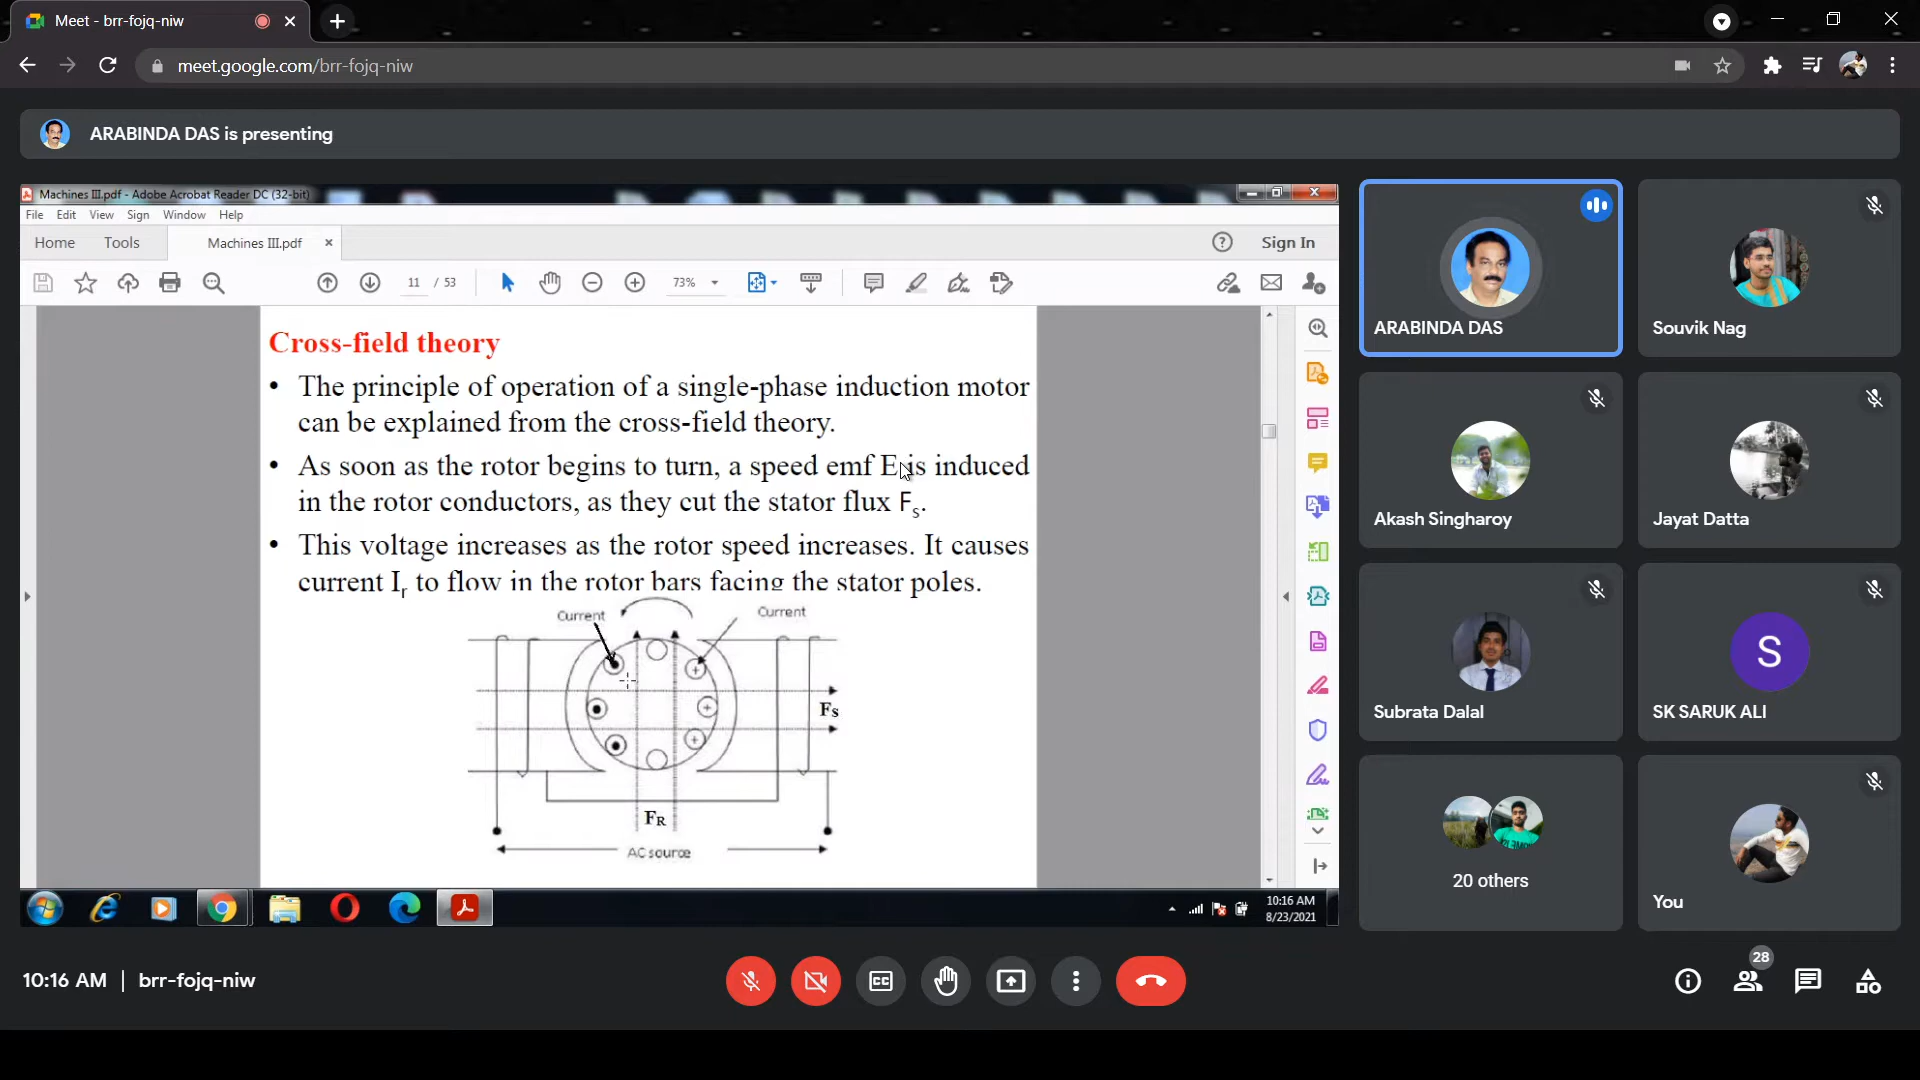 Meet - brr-fojq-niw
meet.google.com/brr-fojq-niw
ARABINDA DAS is presenting
Machines III.pdf - Adobe Acrobat Reader DC (32-bit)
File Edit View Sign Window Help
Home Tools Machines III.pdf × Sign In
11 / 53 73%
Cross-field theory
• The principle of operation of a single-phase induction motor
can be explained from the cross-field theory.
• As soon as the rotor begins to turn, a speed emf E is induced
in the rotor conductors, as they cut the stator flux Fs.
• This voltage increases as the rotor speed increases. It causes
current Ir to flow in the rotor bars facing the stator poles.
Current Current
FS
FR
AC source
10:16 AM
8/23/2021
ARABINDA DAS
Souvik Nag
Akash Singharoy
Jayat Datta
Subrata Dalal
S
SK SARUK ALI
20 others
You
10:16 AM | brr-fojq-niw
CC
28